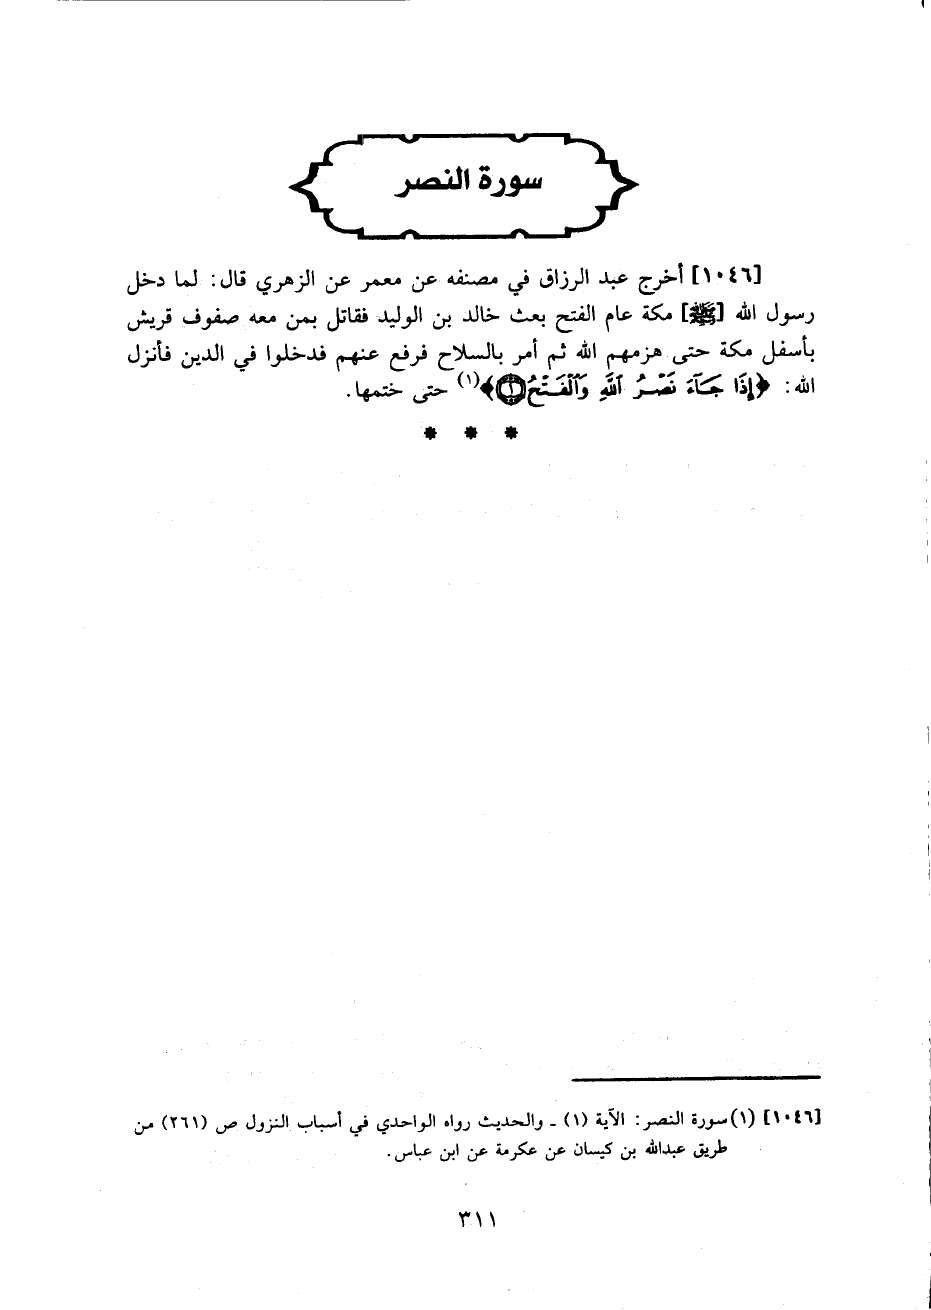 سورة النصر
[١٠٤٦] أخرج عبد الرزاق في مصنفه عن معمر عن الزهري قال: لما دخل
رسول الله [ﷺ] مكة عام الفتح بعث خالد بن الوليد فقاتل بمن معه صفوف قريش
بأسفل مكة حتى هزمهم الله ثم أمر بالسلاح فرفع عنهم فدخلوا في الدين فأنزل
الله: ﴿إِذَا جَآءَ نَصْرُ ٱللَّهِ وَٱلْفَتْحُ ١﴾(١) حتى ختمها.
* * *
[١٠٤٦] (١) سورة النصر: الآية (١) ـ والحديث رواه الواحدي في أسباب النزول ص (٢٦١) من
طريق عبدالله بن كيسان عن عكرمة عن ابن عباس.
٣١١